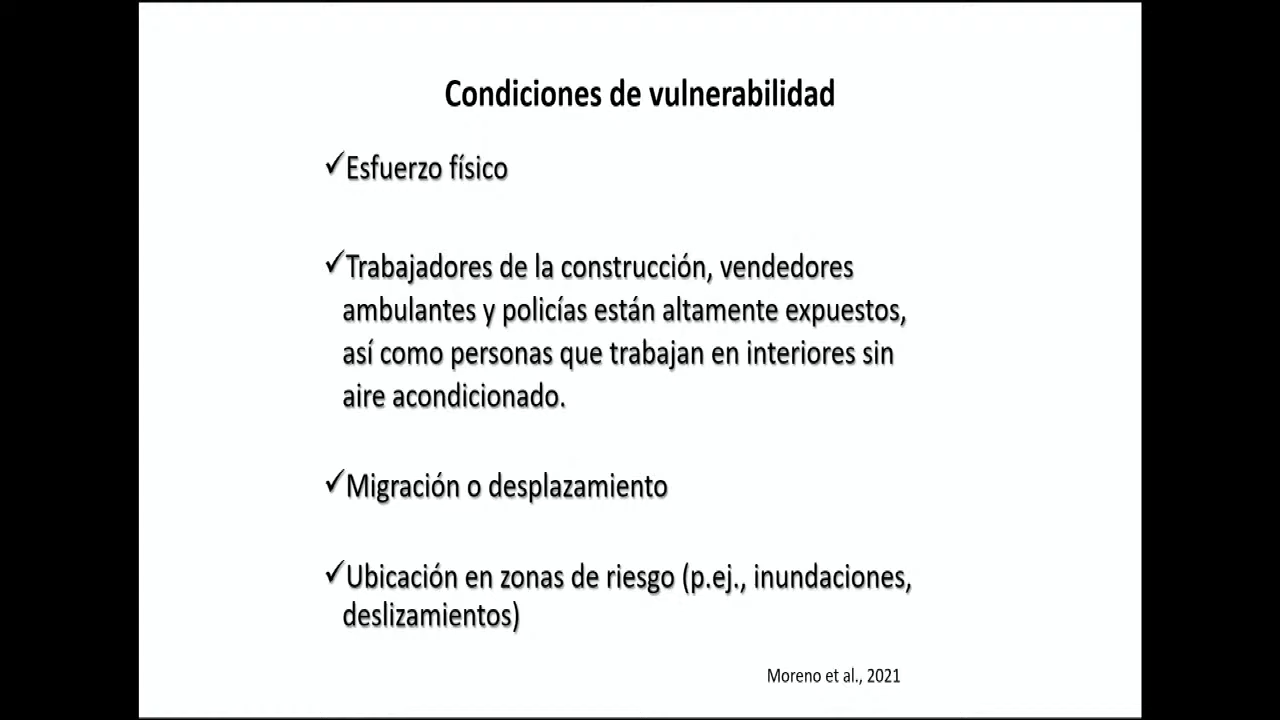 Condiciones de vulnerabilidad
✓Esfuerzo físico
✓Trabajadores de la construcción, vendedores
ambulantes y policías están altamente expuestos,
así como personas que trabajan en interiores sin
aire acondicionado.
✓Migración o desplazamiento
✓Ubicación en zonas de riesgo (p.ej., inundaciones,
deslizamientos)
Moreno et al., 2021